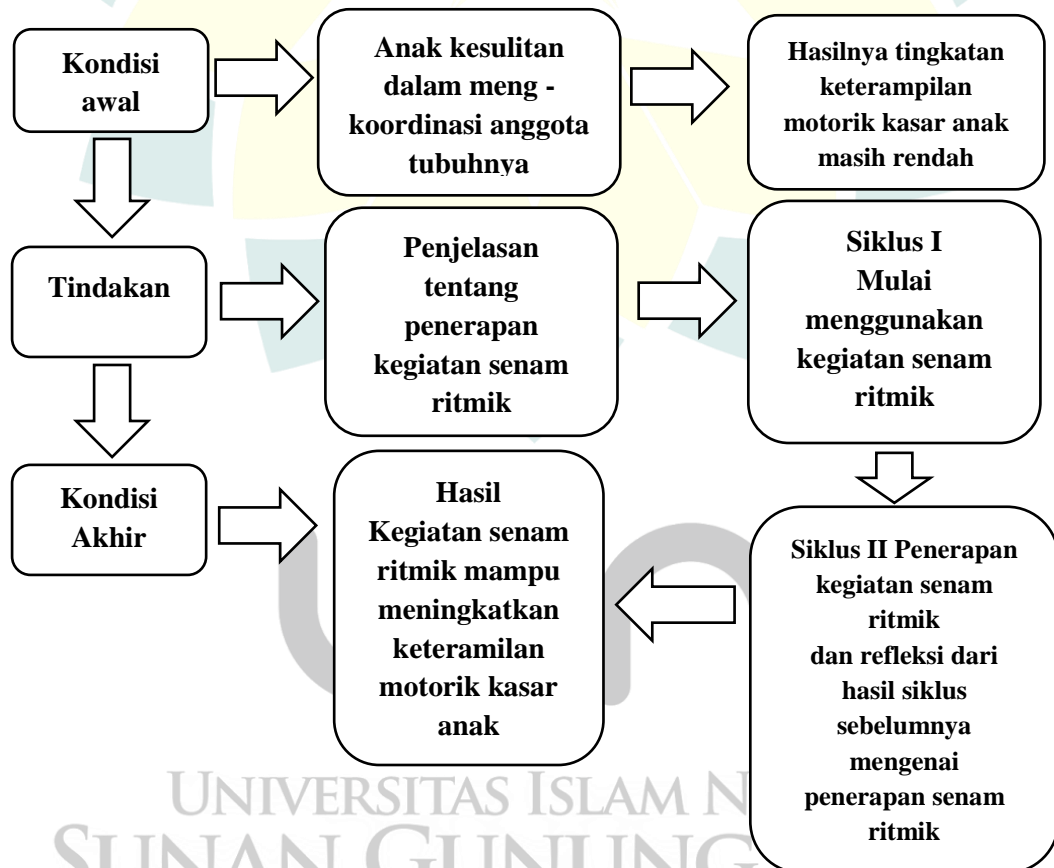 Kondisi
awal
Anak kesulitan
dalam meng -
koordinasi anggota
tubuhnya
Hasilnya tingkatan
keterampilan
motorik kasar anak
masih rendah
Tindakan
Penjelasan
tentang
penerapan
kegiatan senam
ritmik
Siklus I
Mulai
menggunakan
kegiatan senam
ritmik
Kondisi
Akhir
Hasil
Kegiatan senam
ritmik mampu
meningkatkan
keteramilan
motorik kasar
anak
Siklus II Penerapan
kegiatan senam
ritmik
dan refleksi dari
hasil siklus
sebelumnya
mengenai
penerapan senam
ritmik
UNIVERSITAS ISLAM N
SUNAN GUNUNG